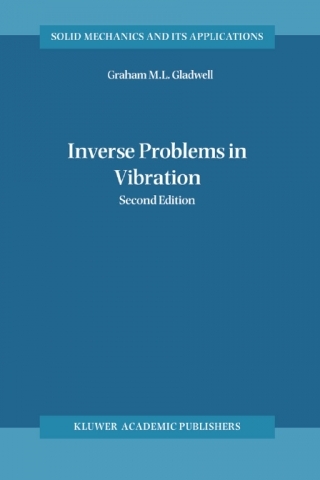 SOLID MECHANICS AND ITS APPLICATIONS
Graham M.L. Gladwell
Inverse Problems in
Vibration
Second Edition
KLUWER ACADEMIC PUBLISHERS